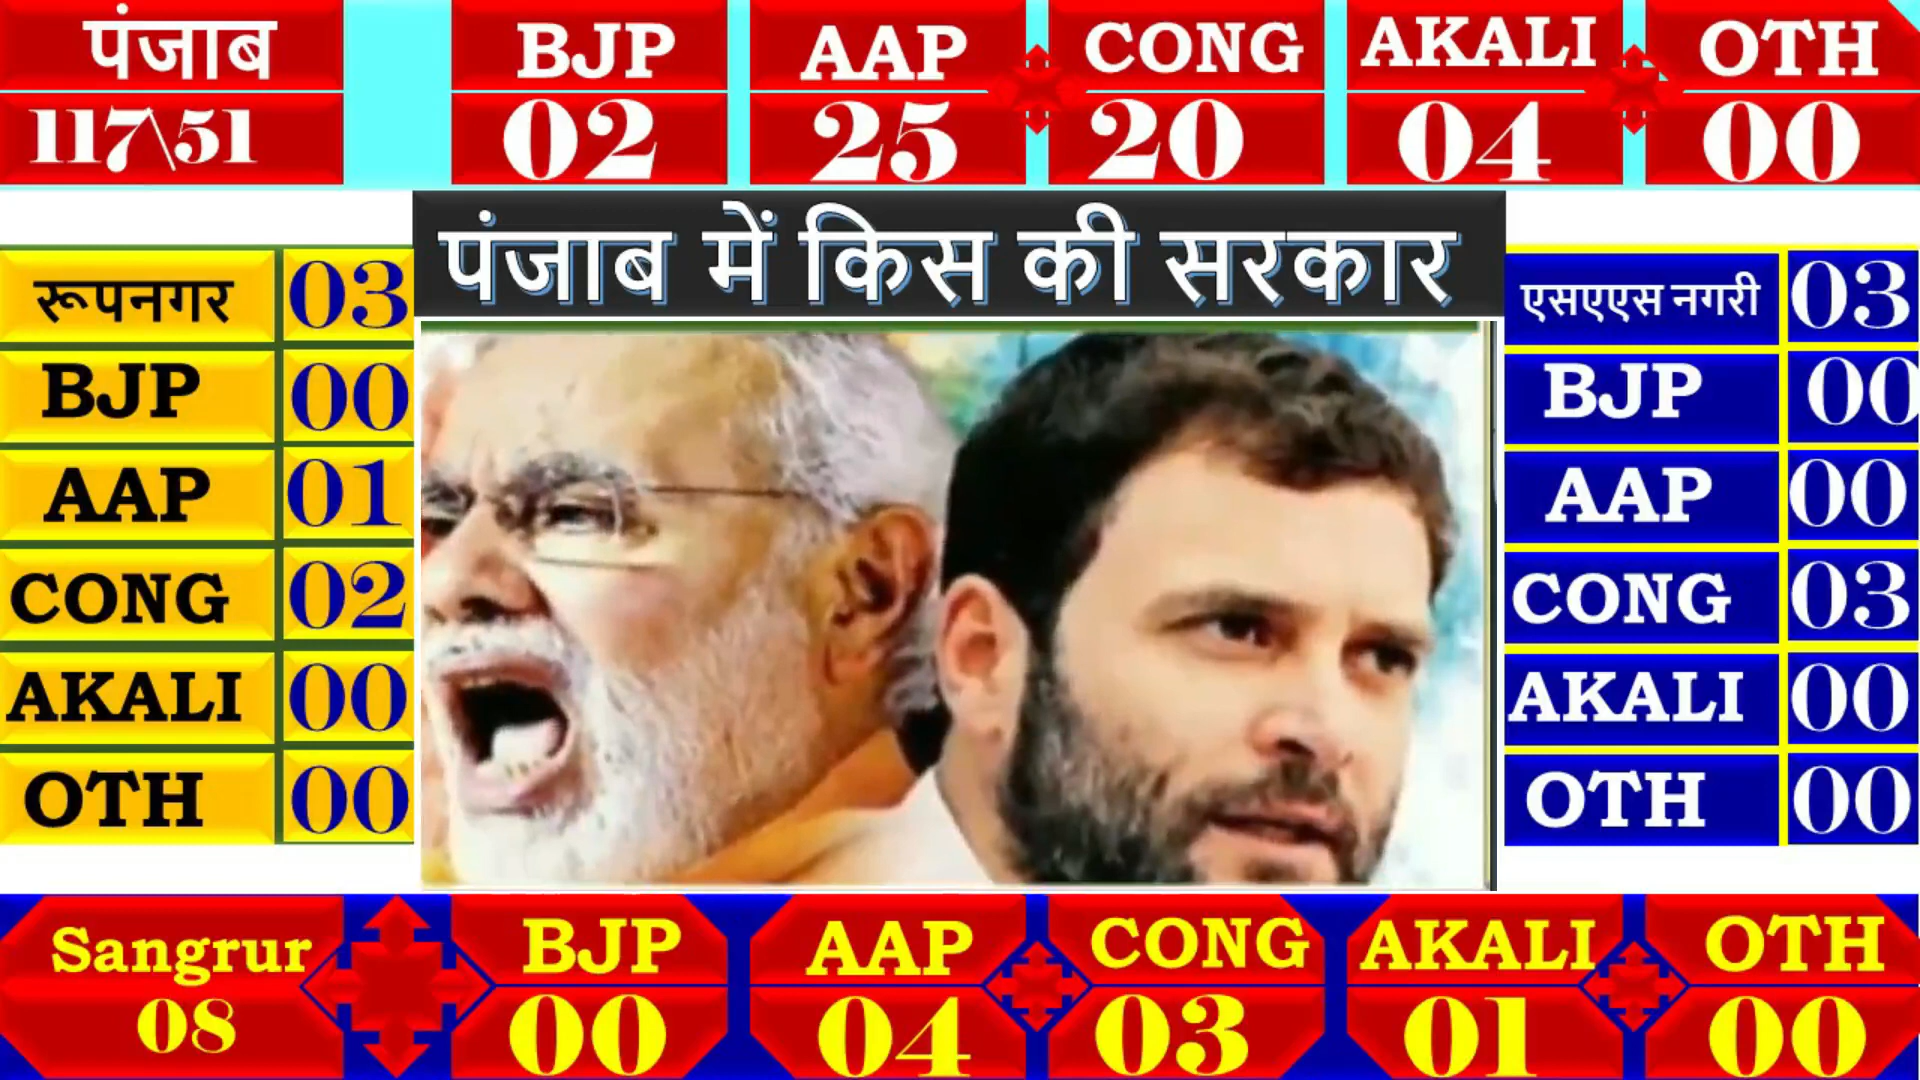 पंजाब BJP AAP CONG AKALI OTH
117\51 02 25 20 04 00
पंजाब में किस की सरकार
रूपनगर 03
BJP 00
AAP 01
CONG 02
AKALI 00
OTH 00
एसएएस नगरी 03
BJP 00
AAP 00
CONG 03
AKALI 00
OTH 00
Sangrur BJP AAP CONG AKALI OTH
08 00 04 03 01 00